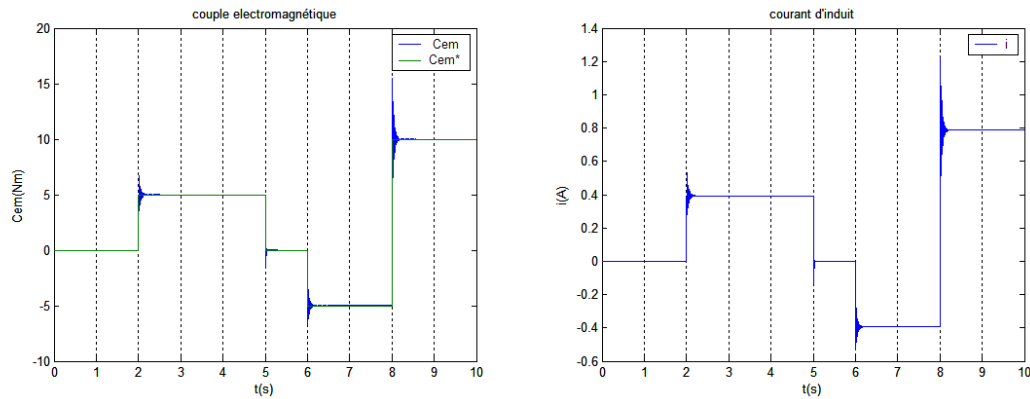 couple electromagnétique
20
15
10
5
0
-5
-10
Cem(Nm)
0 1 2 3 4 5 6 7 8 9 10
t(s)
Cem
Cem*
courant d'induit
1.4
1.2
1
0.8
0.6
0.4
0.2
0
-0.2
-0.4
-0.6
i(A)
0 1 2 3 4 5 6 7 8 9 10
t(s)
i